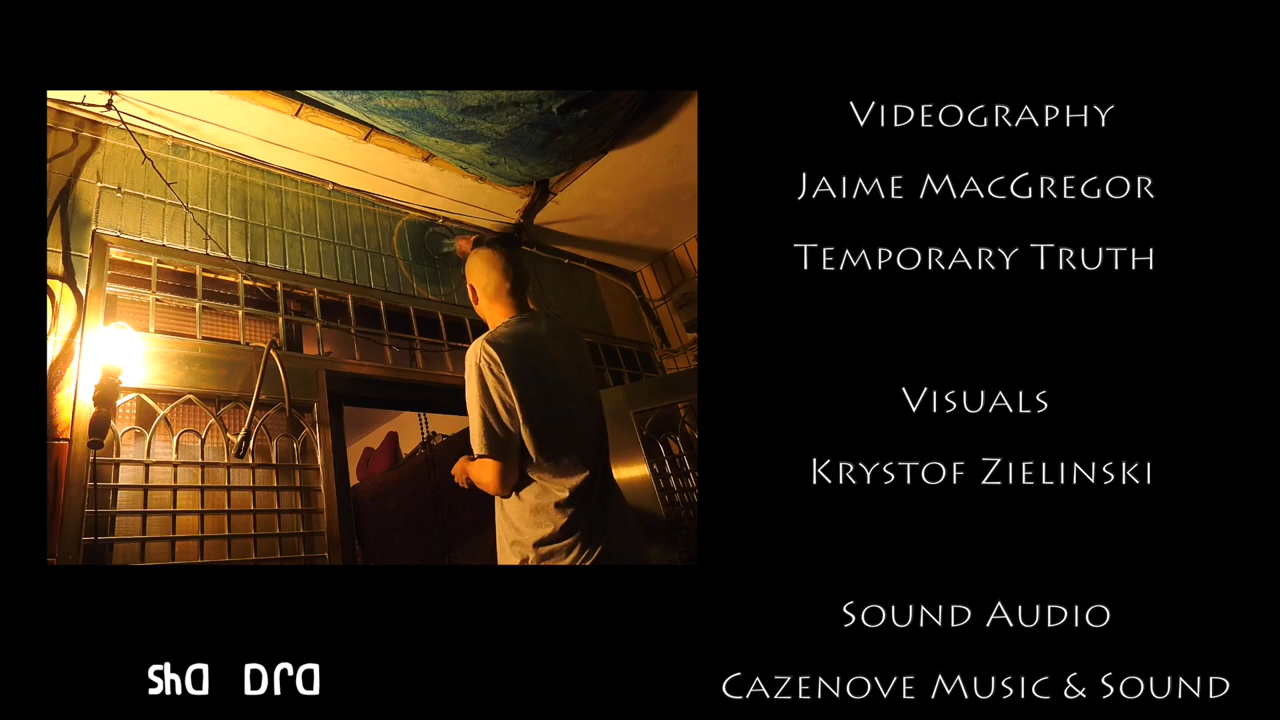 Videography
Jaime MacGregor
Temporary Truth
Visuals
Krystof Zielinski
Sound Audio
Cazenove Music & Sound
sha Dra